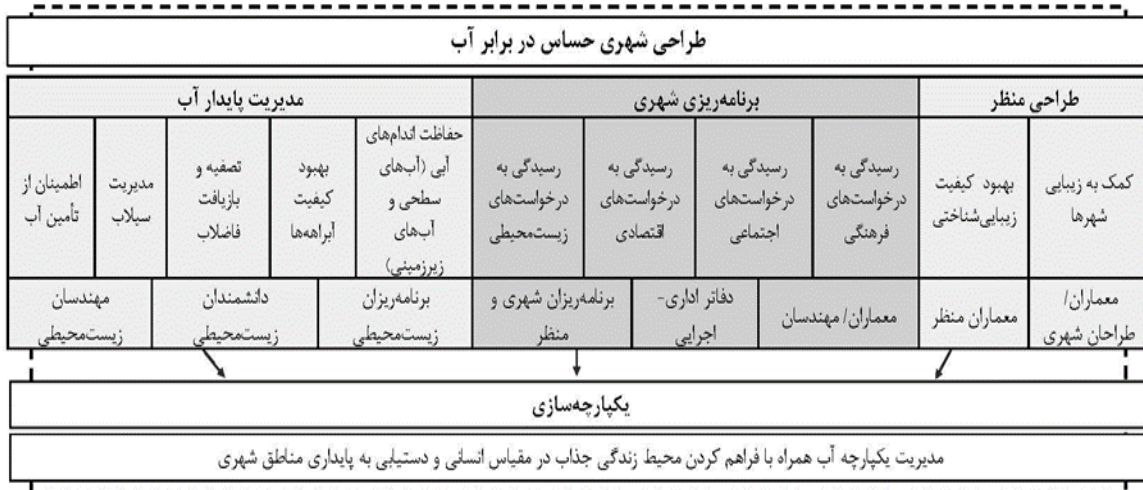 طراحی شهری حساس در برابر آب
طراحی منظر
برنامه‌ریزی شهری
مدیریت پایدار آب
کمک به زیبایی
شهرها
بهبود کیفیت
زیبایی‌شناختی
رسیدگی به
درخواست‌های
فرهنگی
رسیدگی به
درخواست‌های
اجتماعی
رسیدگی به
درخواست‌های
اقتصادی
رسیدگی به
درخواست‌های
زیست‌محیطی
حفاظت اندام‌های
آبی (آب‌های
سطحی و
آب‌های
زیرزمینی)
بهبود
کیفیت
آبراهه‌ها
تصفیه و
بازیافت
فاضلاب
مدیریت
سیلاب
اطمینان از
تأمین آب
معماران/
طراحان شهری
معماران منظر
معماران/ مهندسان
دفاتر اداری-
اجرایی
برنامه‌ریزان شهری و
منظر
برنامه‌ریزان
زیست‌محیطی
دانشمندان
زیست‌محیطی
مهندسان
زیست‌محیطی
یکپارچه‌سازی
مدیریت یکپارچه آب همراه با فراهم کردن محیط زندگی جذاب در مقیاس انسانی و دستیابی به پایداری مناطق شهری